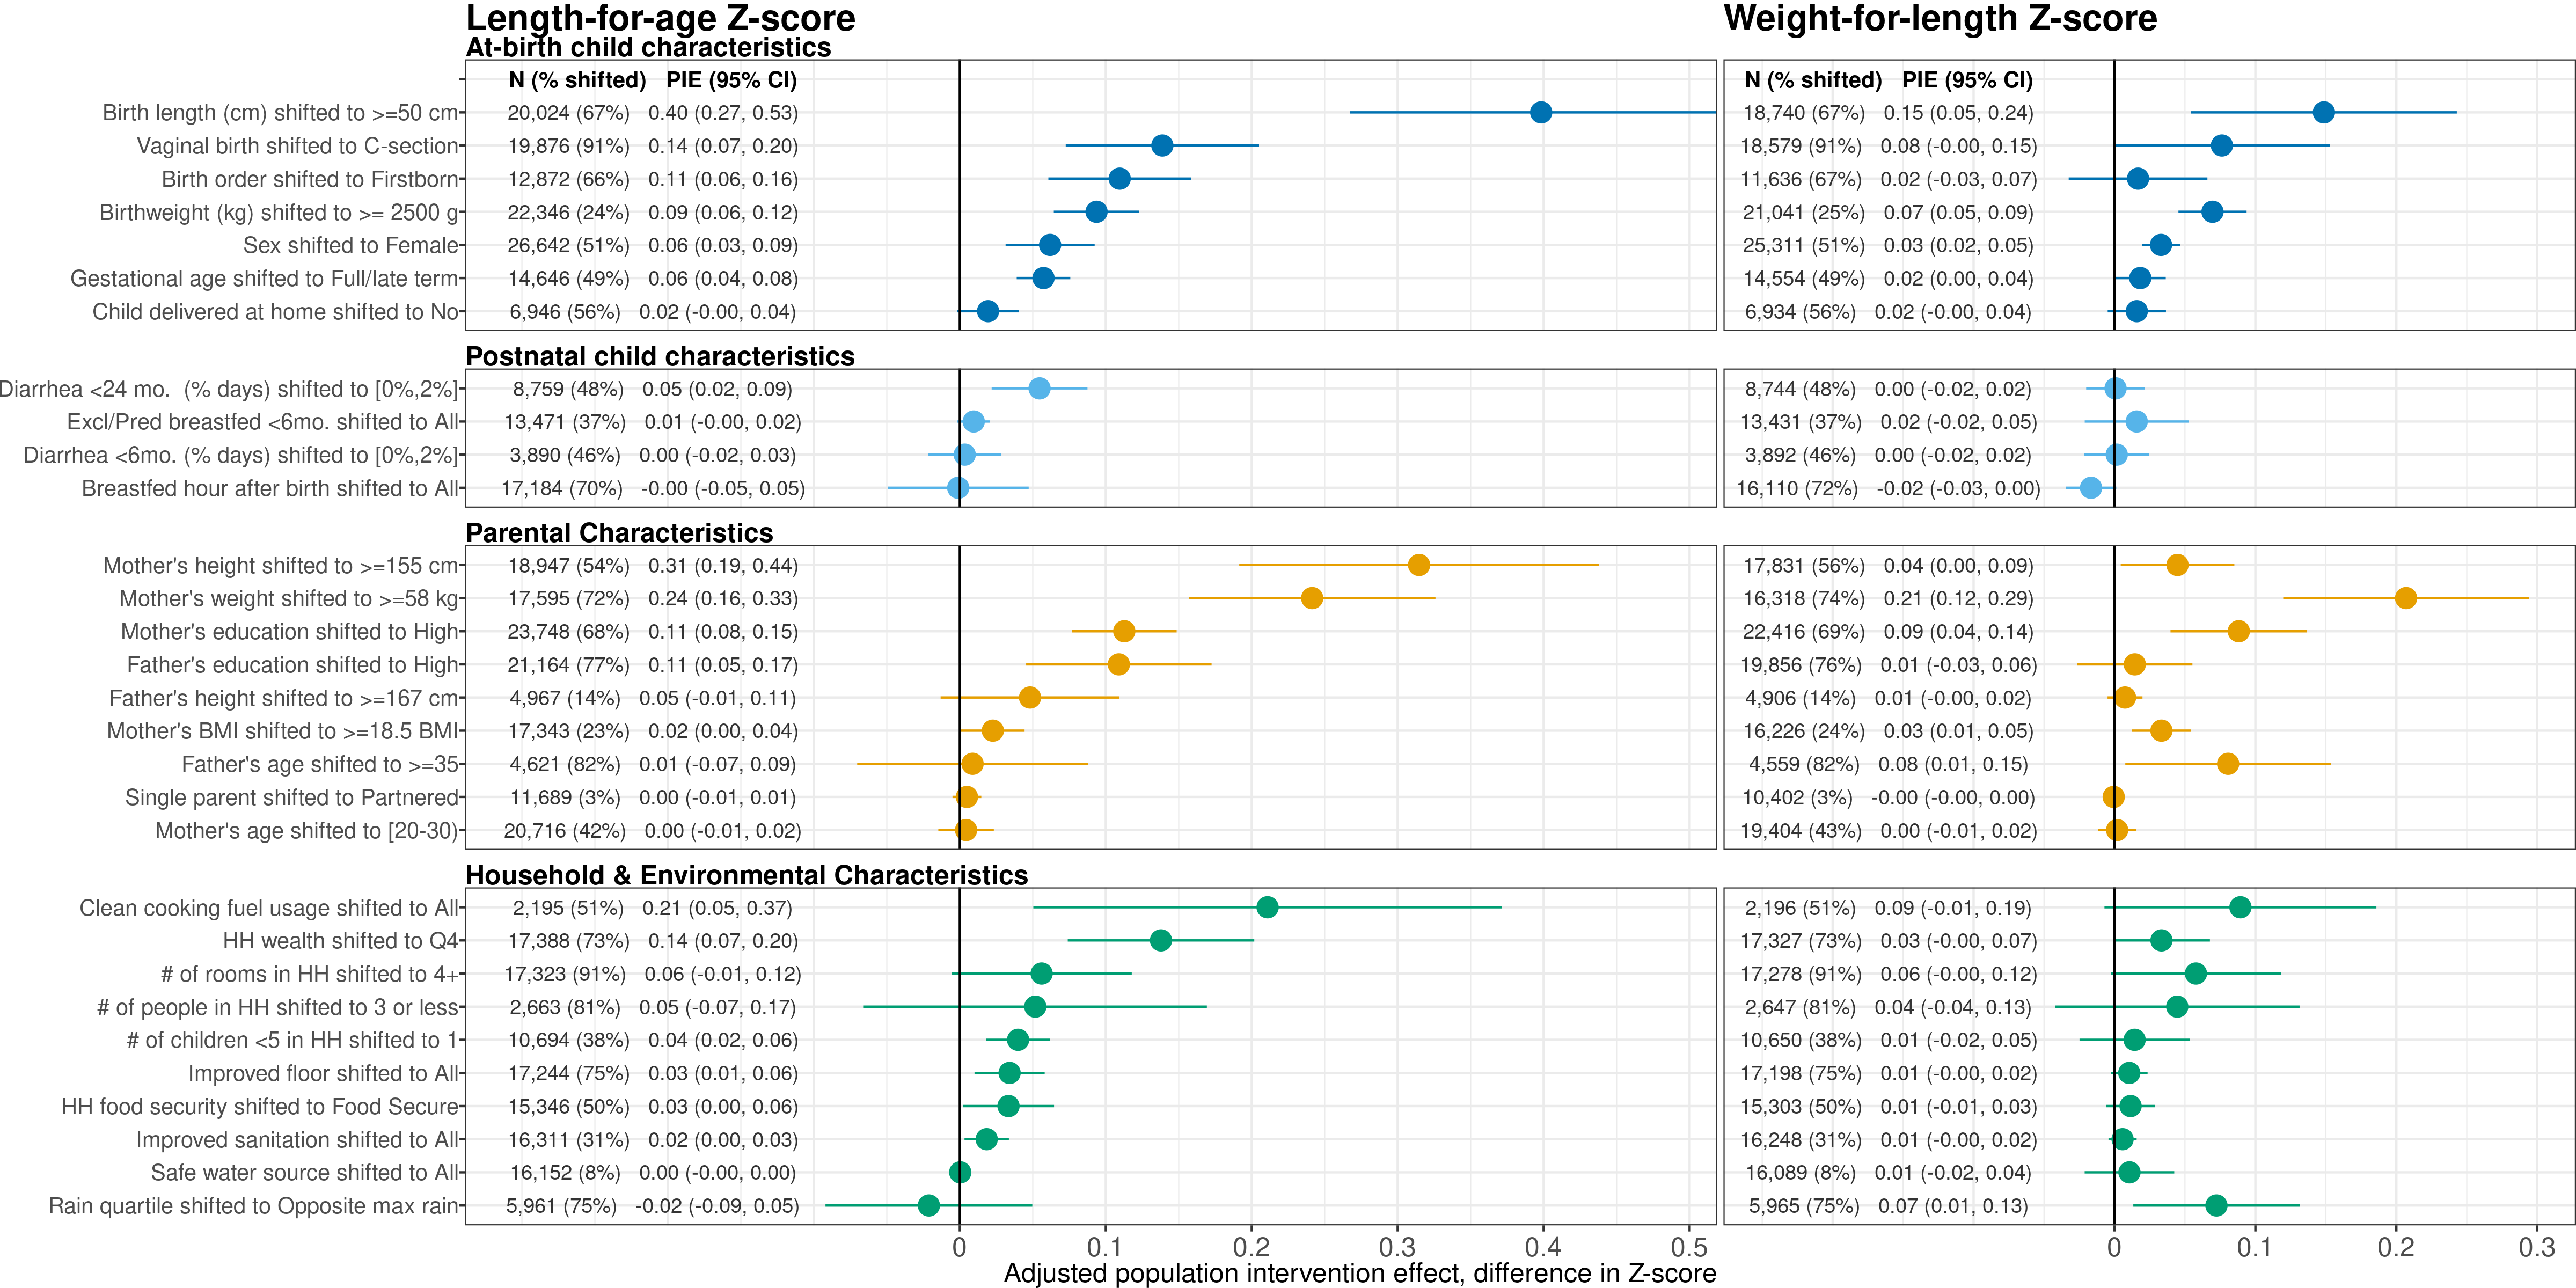 Length-for-age Z-score Weight-for-length Z-score
At-birth child characteristics
N (% shifted) PIE (95% CI) N (% shifted) PIE (95% CI)
Birth length (cm) shifted to >=50 cm 20,024 (67%) 0.40 (0.27, 0.53) 18,740 (67%) 0.15 (0.05, 0.24)
Vaginal birth shifted to C-section 19,876 (91%) 0.14 (0.07, 0.20) 18,579 (91%) 0.08 (-0.00, 0.15)
Birth order shifted to Firstborn 12,872 (66%) 0.11 (0.06, 0.16) 11,636 (67%) 0.02 (-0.03, 0.07)
Birthweight (kg) shifted to >= 2500 g 22,346 (24%) 0.09 (0.06, 0.12) 21,041 (25%) 0.07 (0.05, 0.09)
Sex shifted to Female 26,642 (51%) 0.06 (0.03, 0.09) 25,311 (51%) 0.03 (0.02, 0.05)
Gestational age shifted to Full/late term 14,646 (49%) 0.06 (0.04, 0.08) 14,554 (49%) 0.02 (0.00, 0.04)
Child delivered at home shifted to No 6,946 (56%) 0.02 (-0.00, 0.04) 6,934 (56%) 0.02 (-0.00, 0.04)
Postnatal child characteristics
Diarrhea <24 mo. (% days) shifted to [0%,2%] 8,759 (48%) 0.05 (0.02, 0.09) 8,744 (48%) 0.00 (-0.02, 0.02)
Excl/Pred breastfed <6mo. shifted to All 13,471 (37%) 0.01 (-0.00, 0.02) 13,431 (37%) 0.02 (-0.02, 0.05)
Diarrhea <6mo. (% days) shifted to [0%,2%] 3,890 (46%) 0.00 (-0.02, 0.03) 3,892 (46%) 0.00 (-0.02, 0.02)
Breastfed hour after birth shifted to All 17,184 (70%) -0.00 (-0.05, 0.05) 16,110 (72%) -0.02 (-0.03, 0.00)
Parental Characteristics
Mother's height shifted to >=155 cm 18,947 (54%) 0.31 (0.19, 0.44) 17,831 (56%) 0.04 (0.00, 0.09)
Mother's weight shifted to >=58 kg 17,595 (72%) 0.24 (0.16, 0.33) 16,318 (74%) 0.21 (0.12, 0.29)
Mother's education shifted to High 23,748 (68%) 0.11 (0.08, 0.15) 22,416 (69%) 0.09 (0.04, 0.14)
Father's education shifted to High 21,164 (77%) 0.11 (0.05, 0.17) 19,856 (76%) 0.01 (-0.03, 0.06)
Father's height shifted to >=167 cm 4,967 (14%) 0.05 (-0.01, 0.11) 4,906 (14%) 0.01 (-0.00, 0.02)
Mother's BMI shifted to >=18.5 BMI 17,343 (23%) 0.02 (0.00, 0.04) 16,226 (24%) 0.03 (0.01, 0.05)
Father's age shifted to >=35 4,621 (82%) 0.01 (-0.07, 0.09) 4,559 (82%) 0.08 (0.01, 0.15)
Single parent shifted to Partnered 11,689 (3%) 0.00 (-0.01, 0.01) 10,402 (3%) -0.00 (-0.00, 0.00)
Mother's age shifted to [20-30) 20,716 (42%) 0.00 (-0.01, 0.02) 19,404 (43%) 0.00 (-0.01, 0.02)
Household & Environmental Characteristics
Clean cooking fuel usage shifted to All 2,195 (51%) 0.21 (0.05, 0.37) 2,196 (51%) 0.09 (-0.01, 0.19)
HH wealth shifted to Q4 17,388 (73%) 0.14 (0.07, 0.20) 17,327 (73%) 0.03 (-0.00, 0.07)
# of rooms in HH shifted to 4+ 17,323 (91%) 0.06 (-0.01, 0.12) 17,278 (91%) 0.06 (-0.00, 0.12)
# of people in HH shifted to 3 or less 2,663 (81%) 0.05 (-0.07, 0.17) 2,647 (81%) 0.04 (-0.04, 0.13)
# of children <5 in HH shifted to 1 10,694 (38%) 0.04 (0.02, 0.06) 10,650 (38%) 0.01 (-0.02, 0.05)
Improved floor shifted to All 17,244 (75%) 0.03 (0.01, 0.06) 17,198 (75%) 0.01 (-0.00, 0.02)
HH food security shifted to Food Secure 15,346 (50%) 0.03 (0.00, 0.06) 15,303 (50%) 0.01 (-0.01, 0.03)
Improved sanitation shifted to All 16,311 (31%) 0.02 (0.00, 0.03) 16,248 (31%) 0.01 (-0.00, 0.02)
Safe water source shifted to All 16,152 (8%) 0.00 (-0.00, 0.00) 16,089 (8%) 0.01 (-0.02, 0.04)
Rain quartile shifted to Opposite max rain 5,961 (75%) -0.02 (-0.09, 0.05) 5,965 (75%) 0.07 (0.01, 0.13)
0 0.1 0.2 0.3 0.4 0.5 0 0.1 0.2 0.3
Adjusted population intervention effect, difference in Z-score